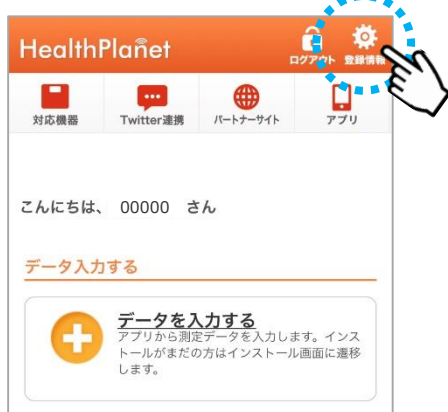 HealthPlanet
ログアウト 登録情報
対応機器 Twitter連携 パートナーサイト アプリ
こんにちは、 00000 さん
データ入力する
データを入力する
アプリから測定データを入力します。インス
トールがまだの方はインストール画面に遷移
します。